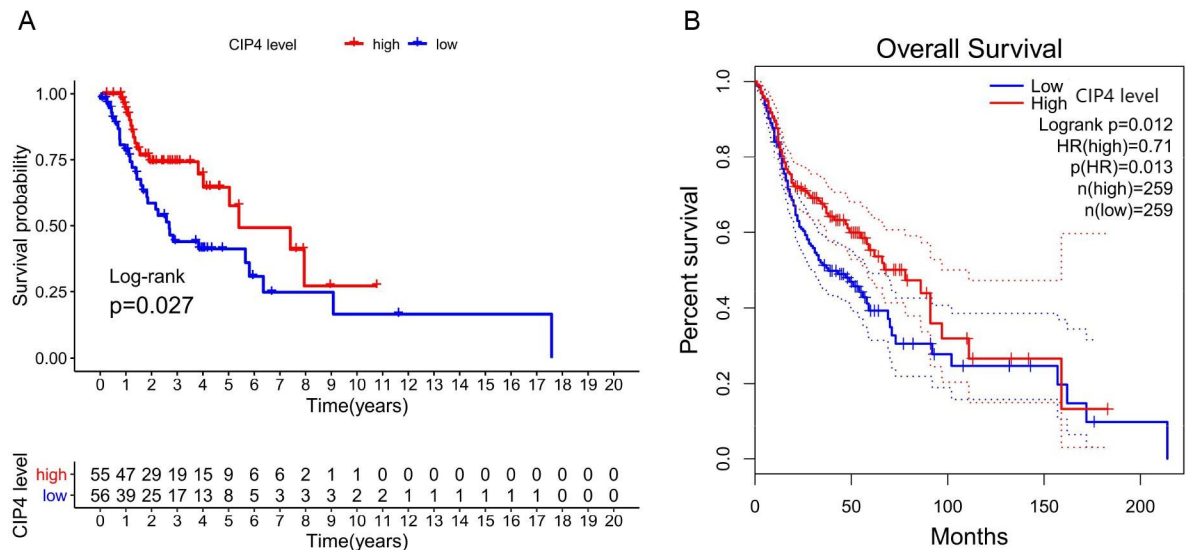 A
CIP4 level high low
Survival probability
1.00
0.75
0.50
0.25
0.00
Log-rank
p=0.027
0 1 2 3 4 5 6 7 8 9 10 11 12 13 14 15 16 17 18 19 20
Time(years)
CIP4 level
high 55 47 29 19 15 9 6 6 2 1 1 0 0 0 0 0 0 0 0 0 0
low 56 39 25 17 13 8 5 3 3 3 2 2 1 1 1 1 1 1 0 0 0
0 1 2 3 4 5 6 7 8 9 10 11 12 13 14 15 16 17 18 19 20
Time(years)
B
Overall Survival
Percent survival
1.0
0.8
0.6
0.4
0.2
0.0
Low
High CIP4 level
Logrank p=0.012
HR(high)=0.71
p(HR)=0.013
n(high)=259
n(low)=259
0 50 100 150 200
Months